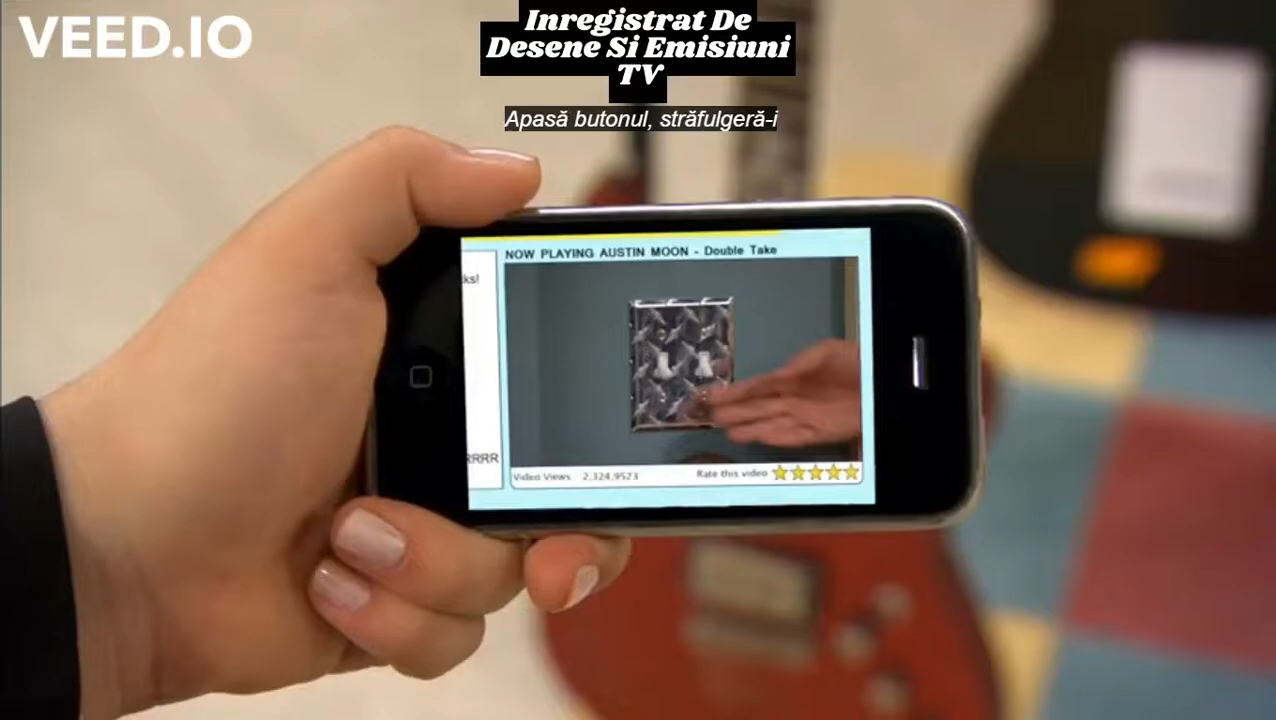 VEED.IO
Inregistrat De
Desene Si Emisiuni
TV
Apasă butonul, străfulgeră-i
NOW PLAYING AUSTIN MOON - Double Take
ks!
RRRR
Video Views 2,324,9523
Rate this video